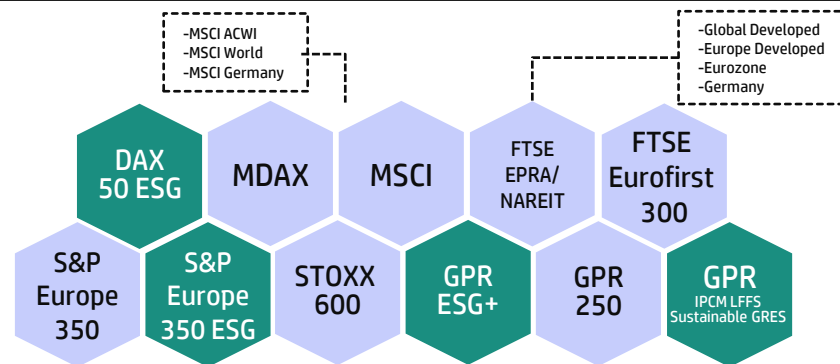 -MSCI ACWI
-MSCI World
-MSCI Germany
-Global Developed
-Europe Developed
-Eurozone
-Germany
DAX
50 ESG
MDAX
MSCI
FTSE
EPRA/
NAREIT
FTSE
Eurofirst
300
S&P
Europe
350
S&P
Europe
350 ESG
STOXX
600
GPR
ESG+
GPR
250
GPR
IPCM LFFS
Sustainable GRES